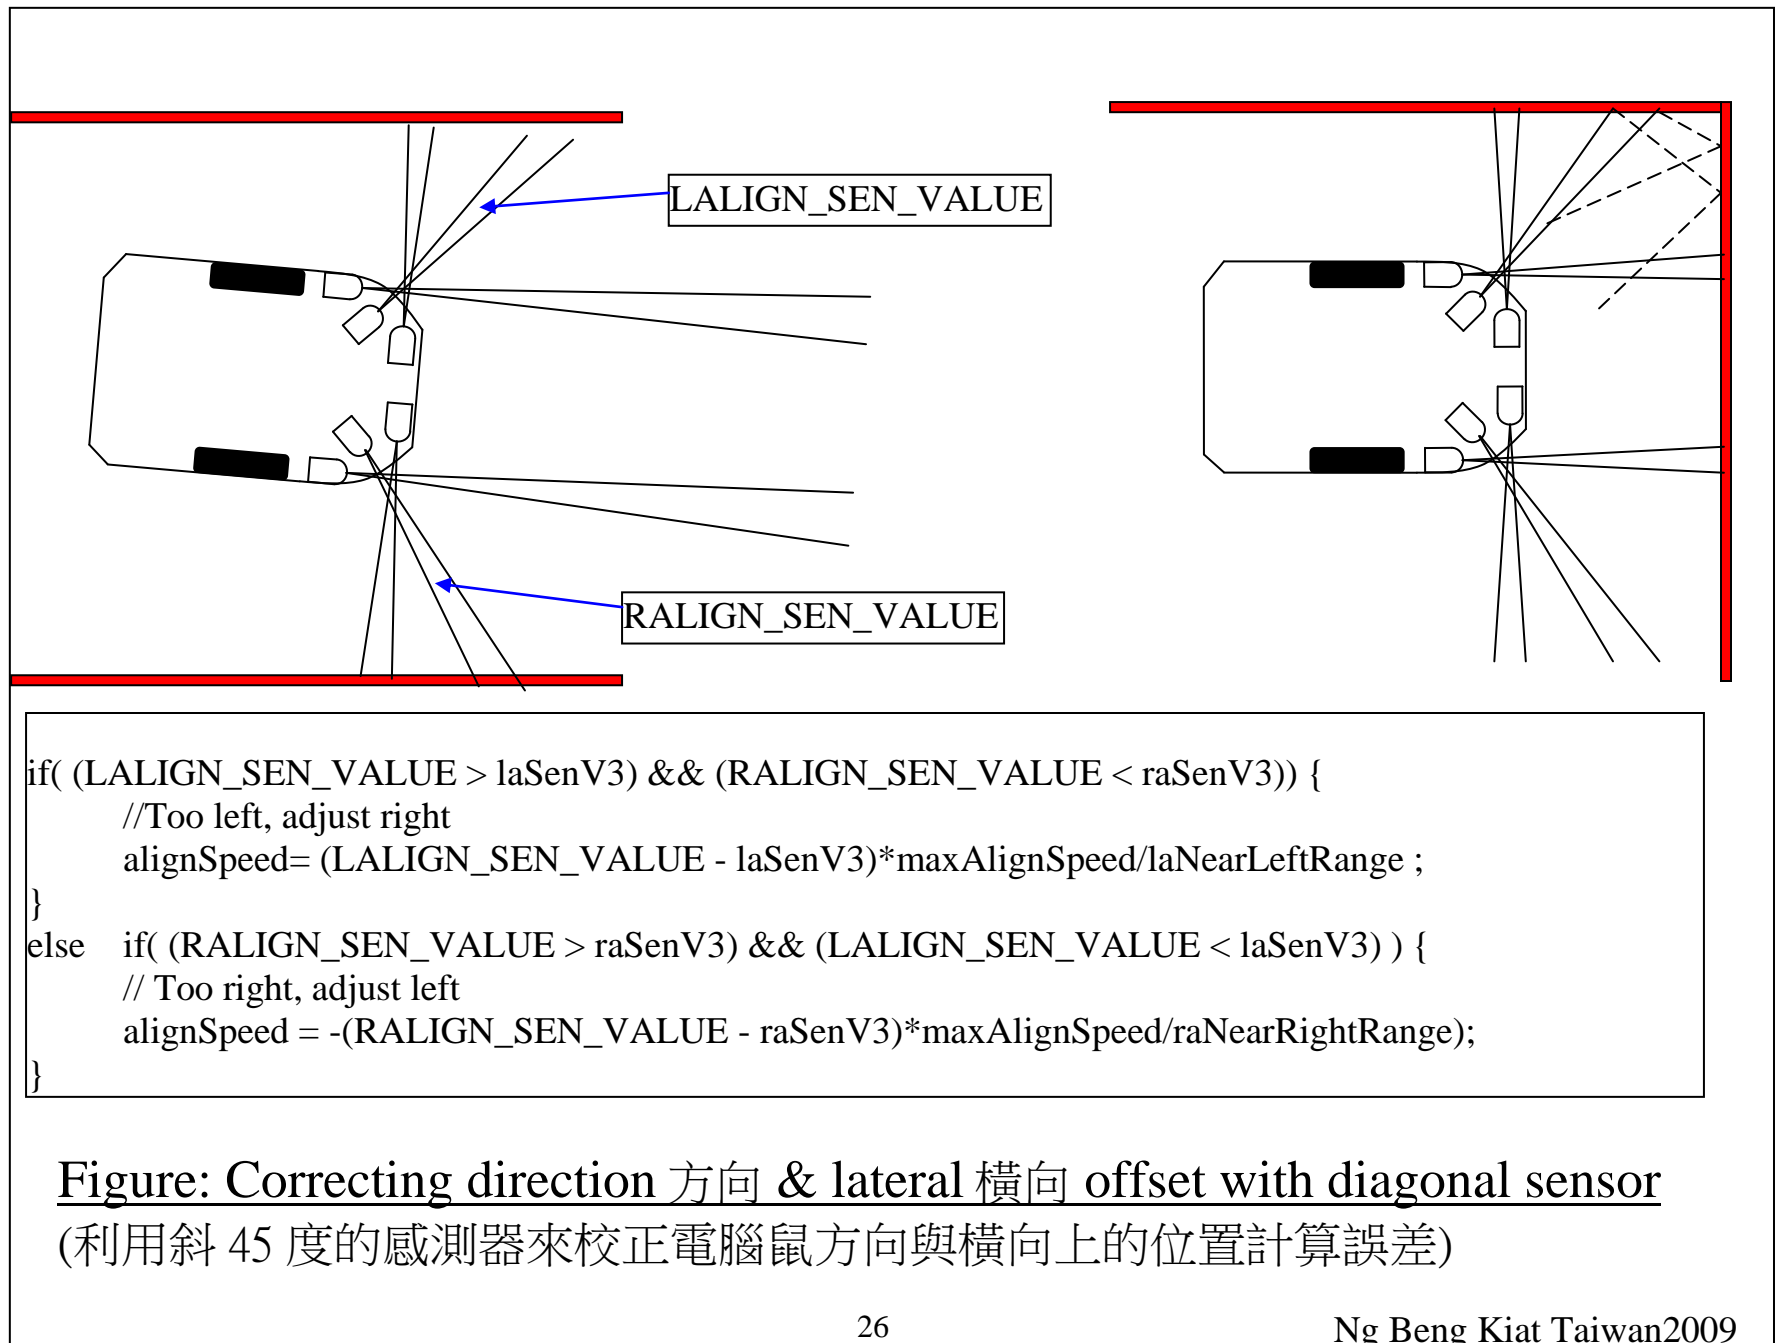 LALIGN_SEN_VALUE
RALIGN_SEN_VALUE
if( (LALIGN_SEN_VALUE > laSenV3) && (RALIGN_SEN_VALUE < raSenV3)) {
//Too left, adjust right
alignSpeed= (LALIGN_SEN_VALUE - laSenV3)*maxAlignSpeed/laNearLeftRange ;
}
else if( (RALIGN_SEN_VALUE > raSenV3) && (LALIGN_SEN_VALUE < laSenV3) ) {
// Too right, adjust left
alignSpeed = -(RALIGN_SEN_VALUE - raSenV3)*maxAlignSpeed/raNearRightRange);
}
Figure: Correcting direction 方向 & lateral 橫向 offset with diagonal sensor
(利用斜 45 度的感測器來校正電腦鼠方向與橫向上的位置計算誤差)
26
Ng Beng Kiat Taiwan2009